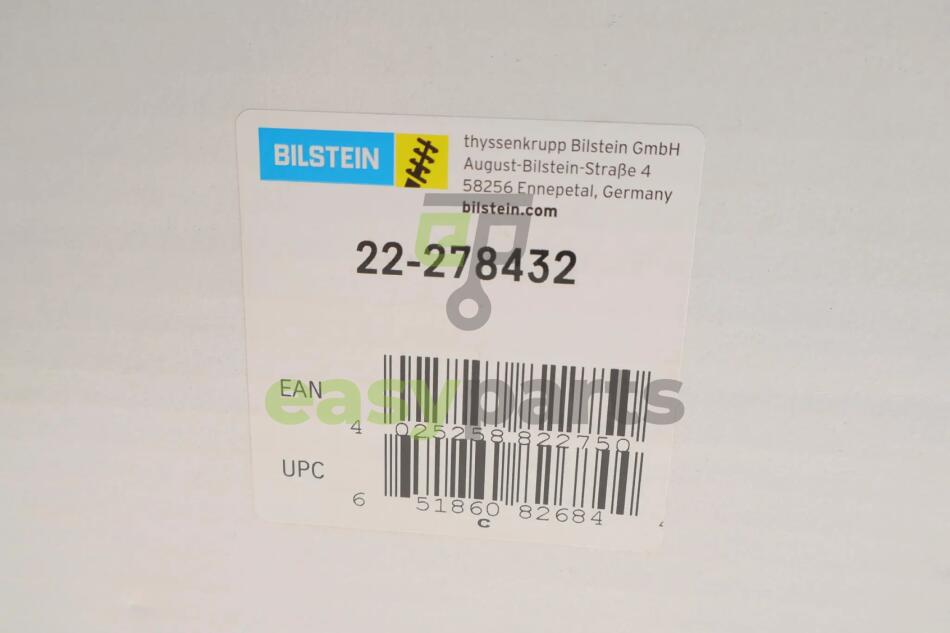 BILSTEIN
thyssenkrupp Bilstein GmbH
August-Bilstein-Straße 4
58256 Ennepetal, Germany
bilstein.com
22-278432
easyparts
EAN
4 025258 822750
UPC
6 51860 82684
C